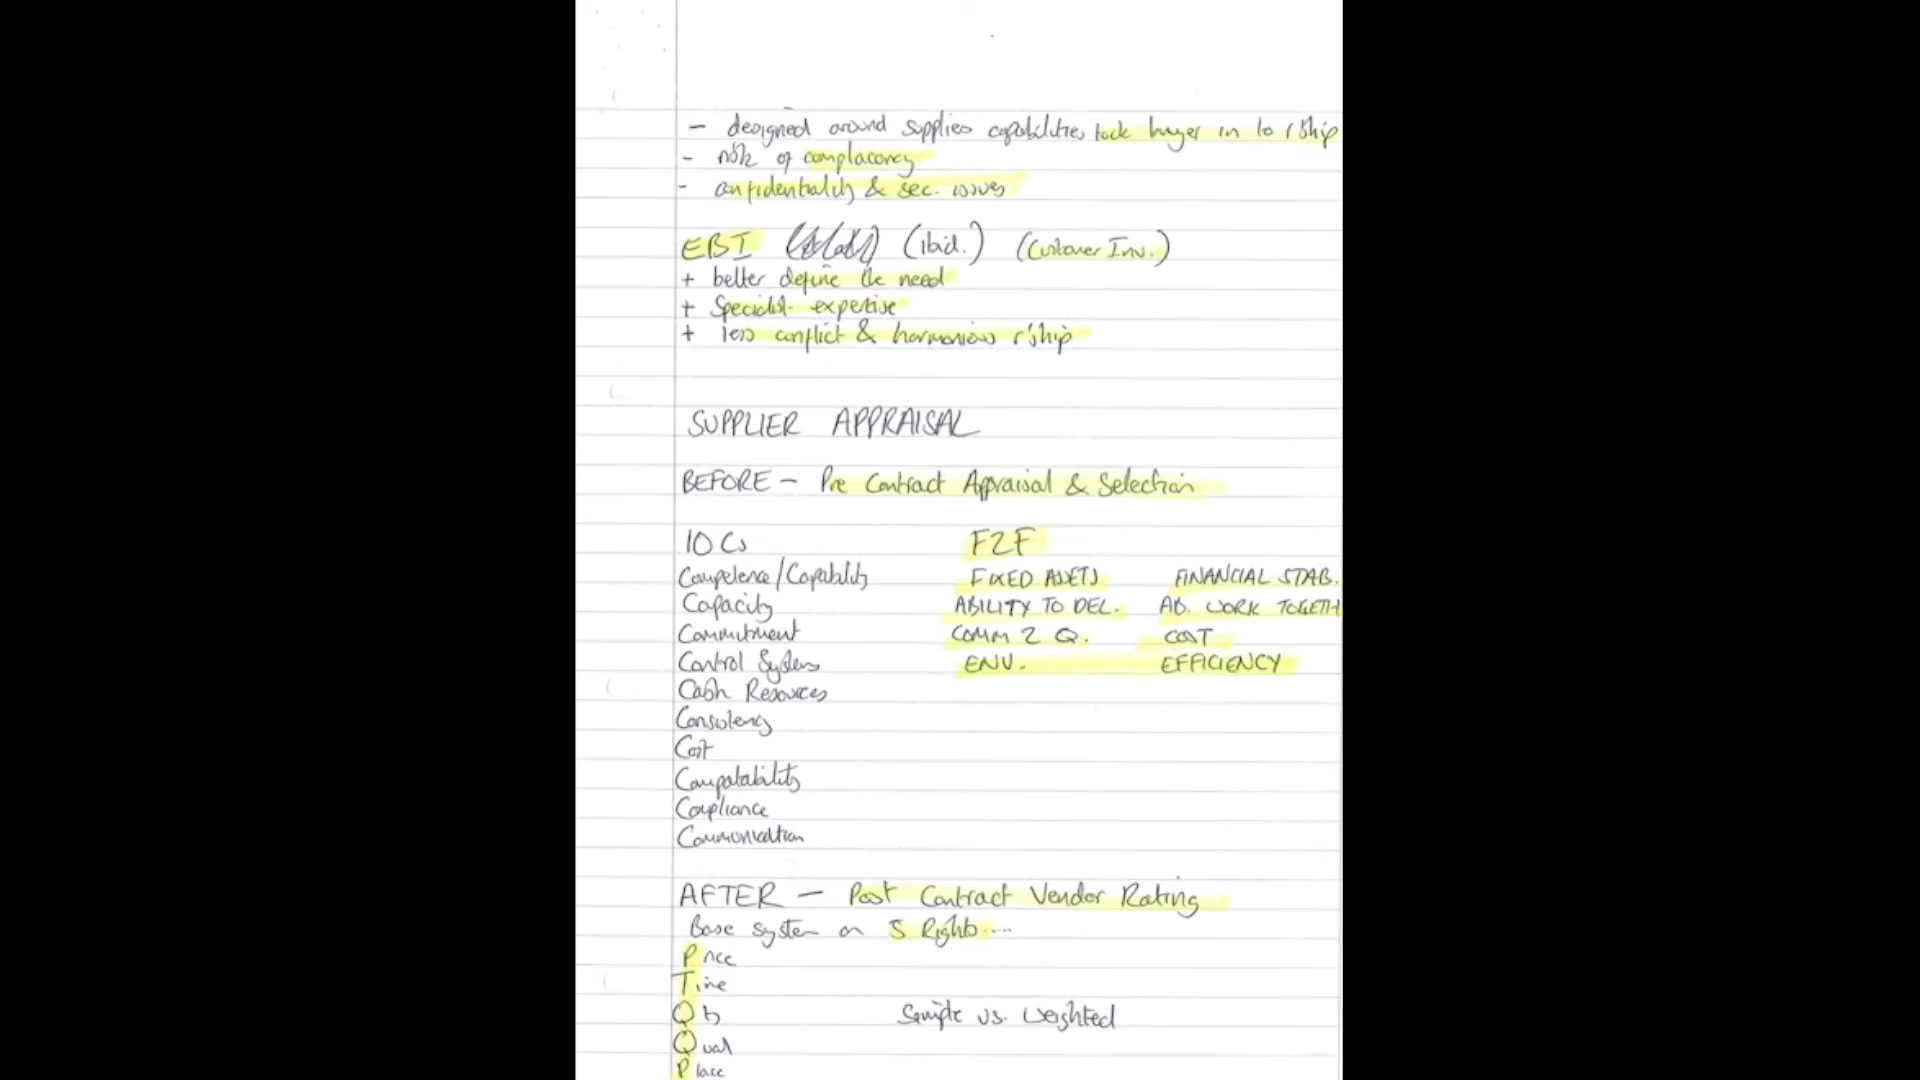 - designed around supplies capabilities lock buyer in to r'ship
- risk of complacency
- confidentiality & sec. issues
EBI (ibid.) (Customer Inv.)
+ better define the need
+ Specialist expertise
+ less conflict & harmonious r'ship
SUPPLIER APPRAISAL
BEFORE - Pre Contract Appraisal & Selection
10 Cs F2F
Competence/Capability FIXED ASSETS FINANCIAL STAB.
Capacity ABILITY TO DEL. AB. WORK TOGETH
Commitment COMM 2 Q. COST
Control Systems ENV. EFFICIENCY
Cash Resources
Consistency
Cost
Compatability
Compliance
Communication
AFTER - Post Contract Vendor Rating
Base system on 5 Rights....
Price
Time
Qty Simple vs. Weighted
Qual
Place